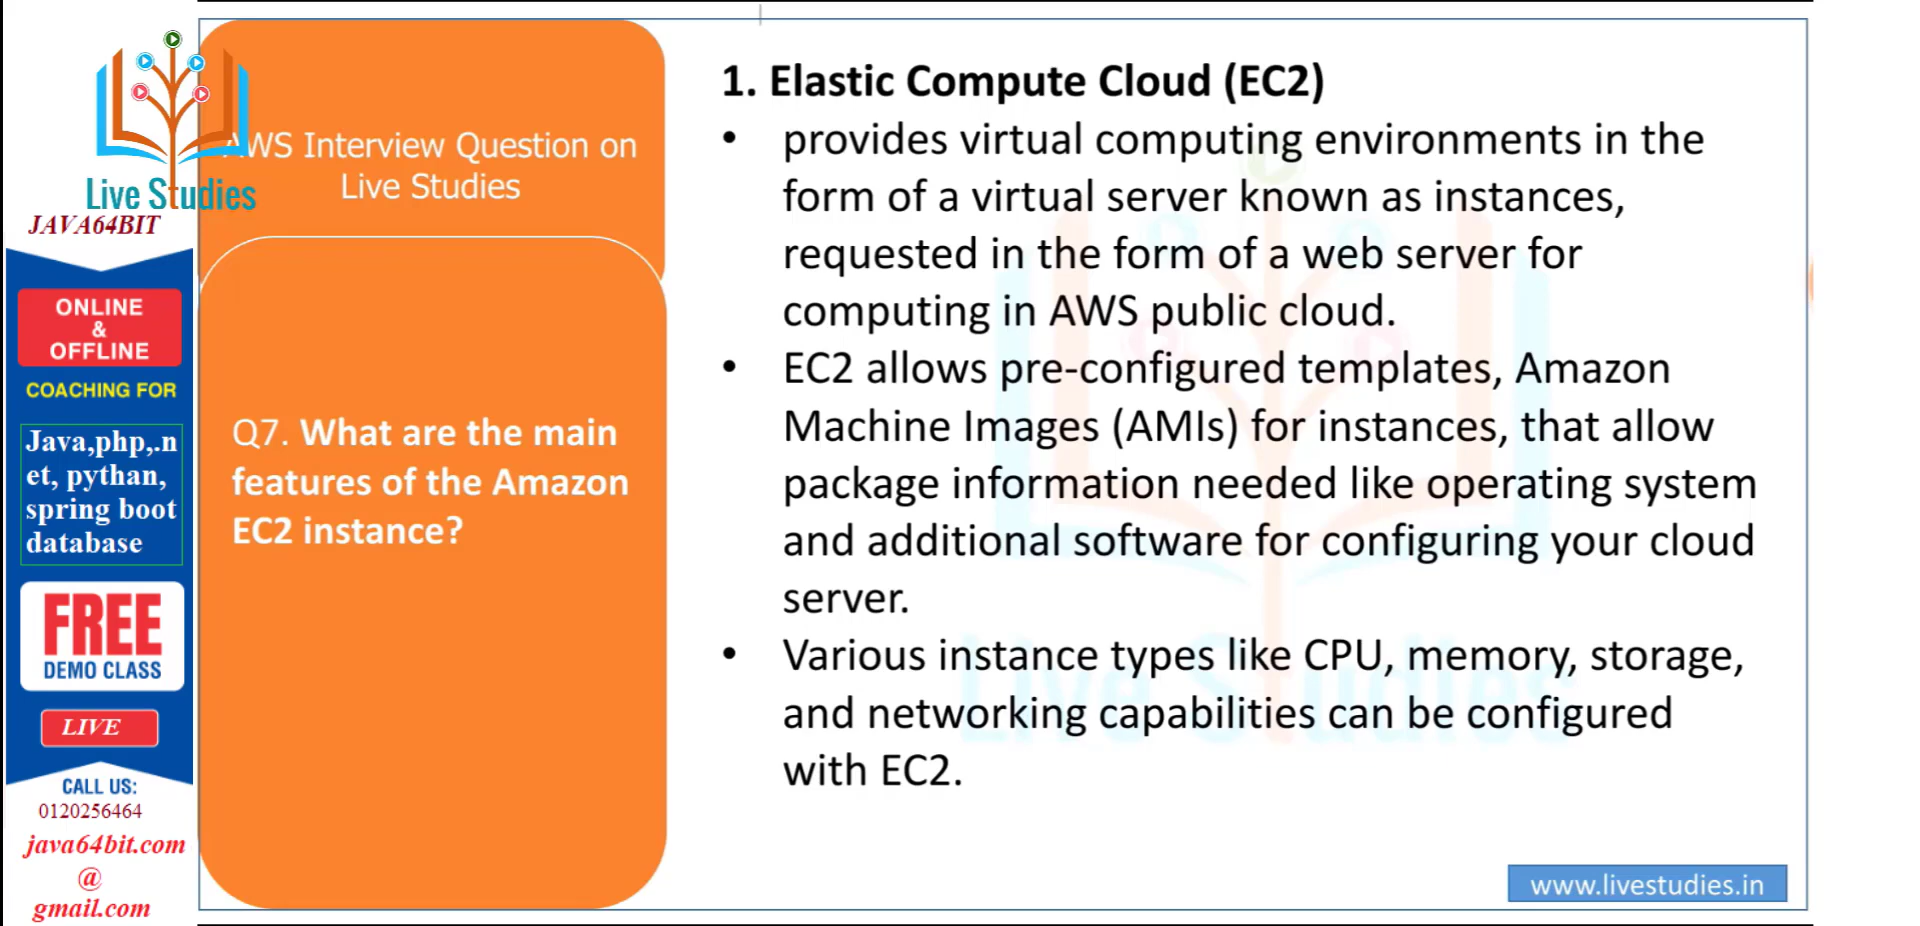 Live Studies
JAVA64BIT
ONLINE
&
OFFLINE
COACHING FOR
Java,php,.n
et, pythan,
spring boot
database
FREE
DEMO CLASS
LIVE
CALL US:
0120256464
java64bit.com
@
gmail.com
AWS Interview Question on
Live Studies
Q7. What are the main
features of the Amazon
EC2 instance?
1. Elastic Compute Cloud (EC2)
• provides virtual computing environments in the
form of a virtual server known as instances,
requested in the form of a web server for
computing in AWS public cloud.
• EC2 allows pre-configured templates, Amazon
Machine Images (AMIs) for instances, that allow
package information needed like operating system
and additional software for configuring your cloud
server.
• Various instance types like CPU, memory, storage,
and networking capabilities can be configured
with EC2.
Live Studies
www.livestudies.in